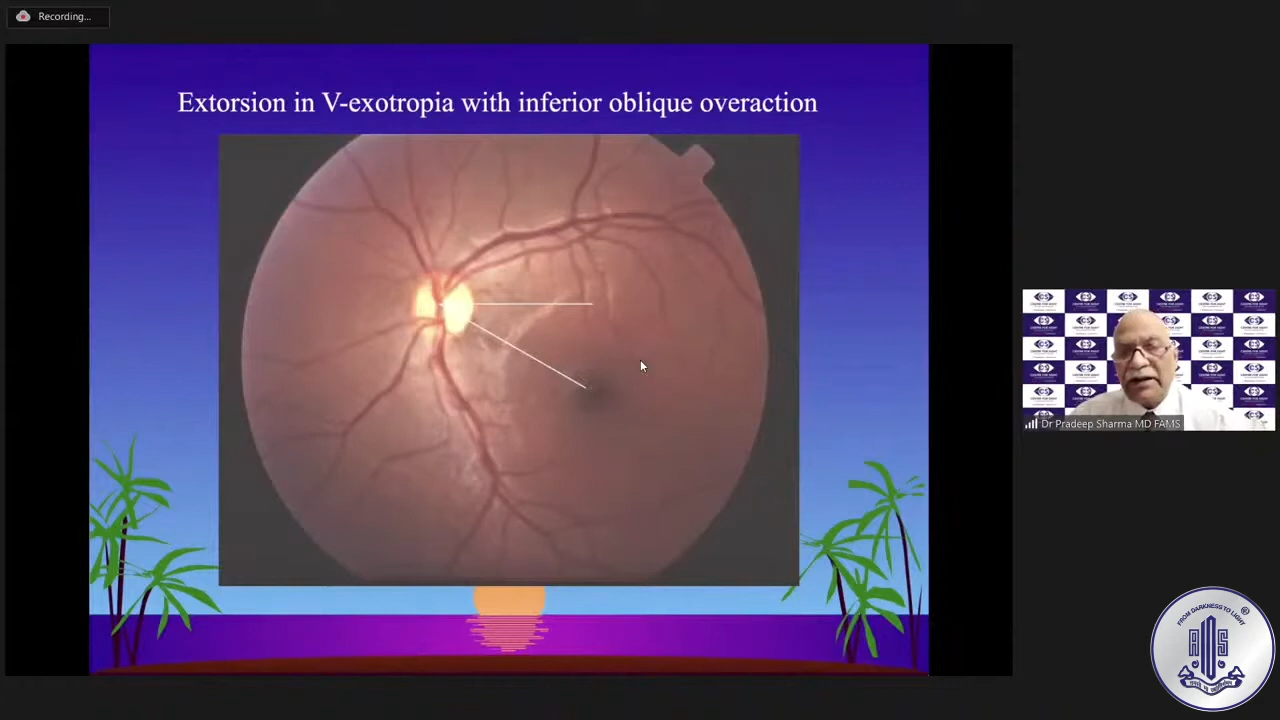 Recording...
Extorsion in V-exotropia with inferior oblique overaction
Dr Pradeep Sharma MD FAMS
FROM DARKNESS TO LIGHT